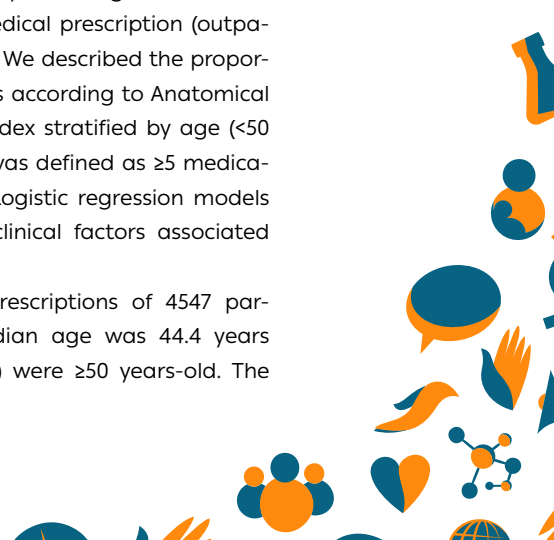 edical prescription (outpa-
We described the propor-
s according to Anatomical
dex stratified by age (<50
was defined as ≥5 medica-
Logistic regression models
clinical factors associated
rescriptions of 4547 par-
dian age was 44.4 years
) were ≥50 years-old. The